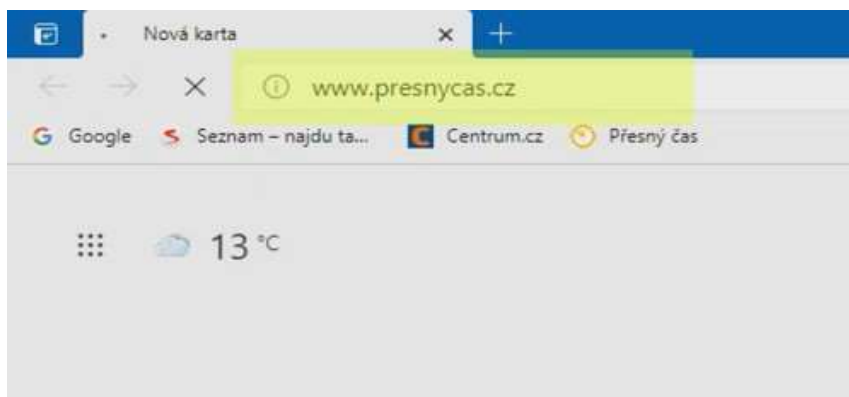 Nová karta
www.presnycas.cz
Google Seznam – najdu ta... Centrum.cz Přesný čas
13 °C